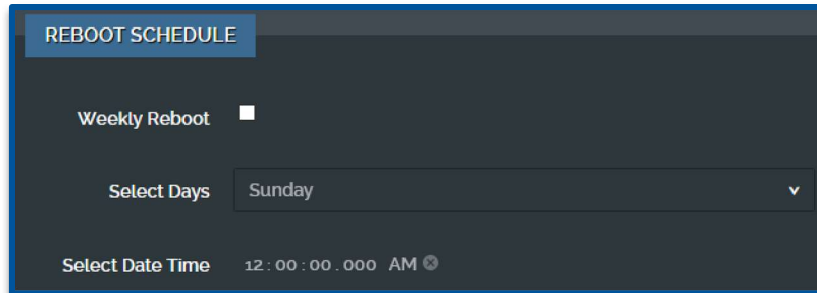 REBOOT SCHEDULE
Weekly Reboot
Select Days Sunday
Select Date Time 12:00:00.000 AM